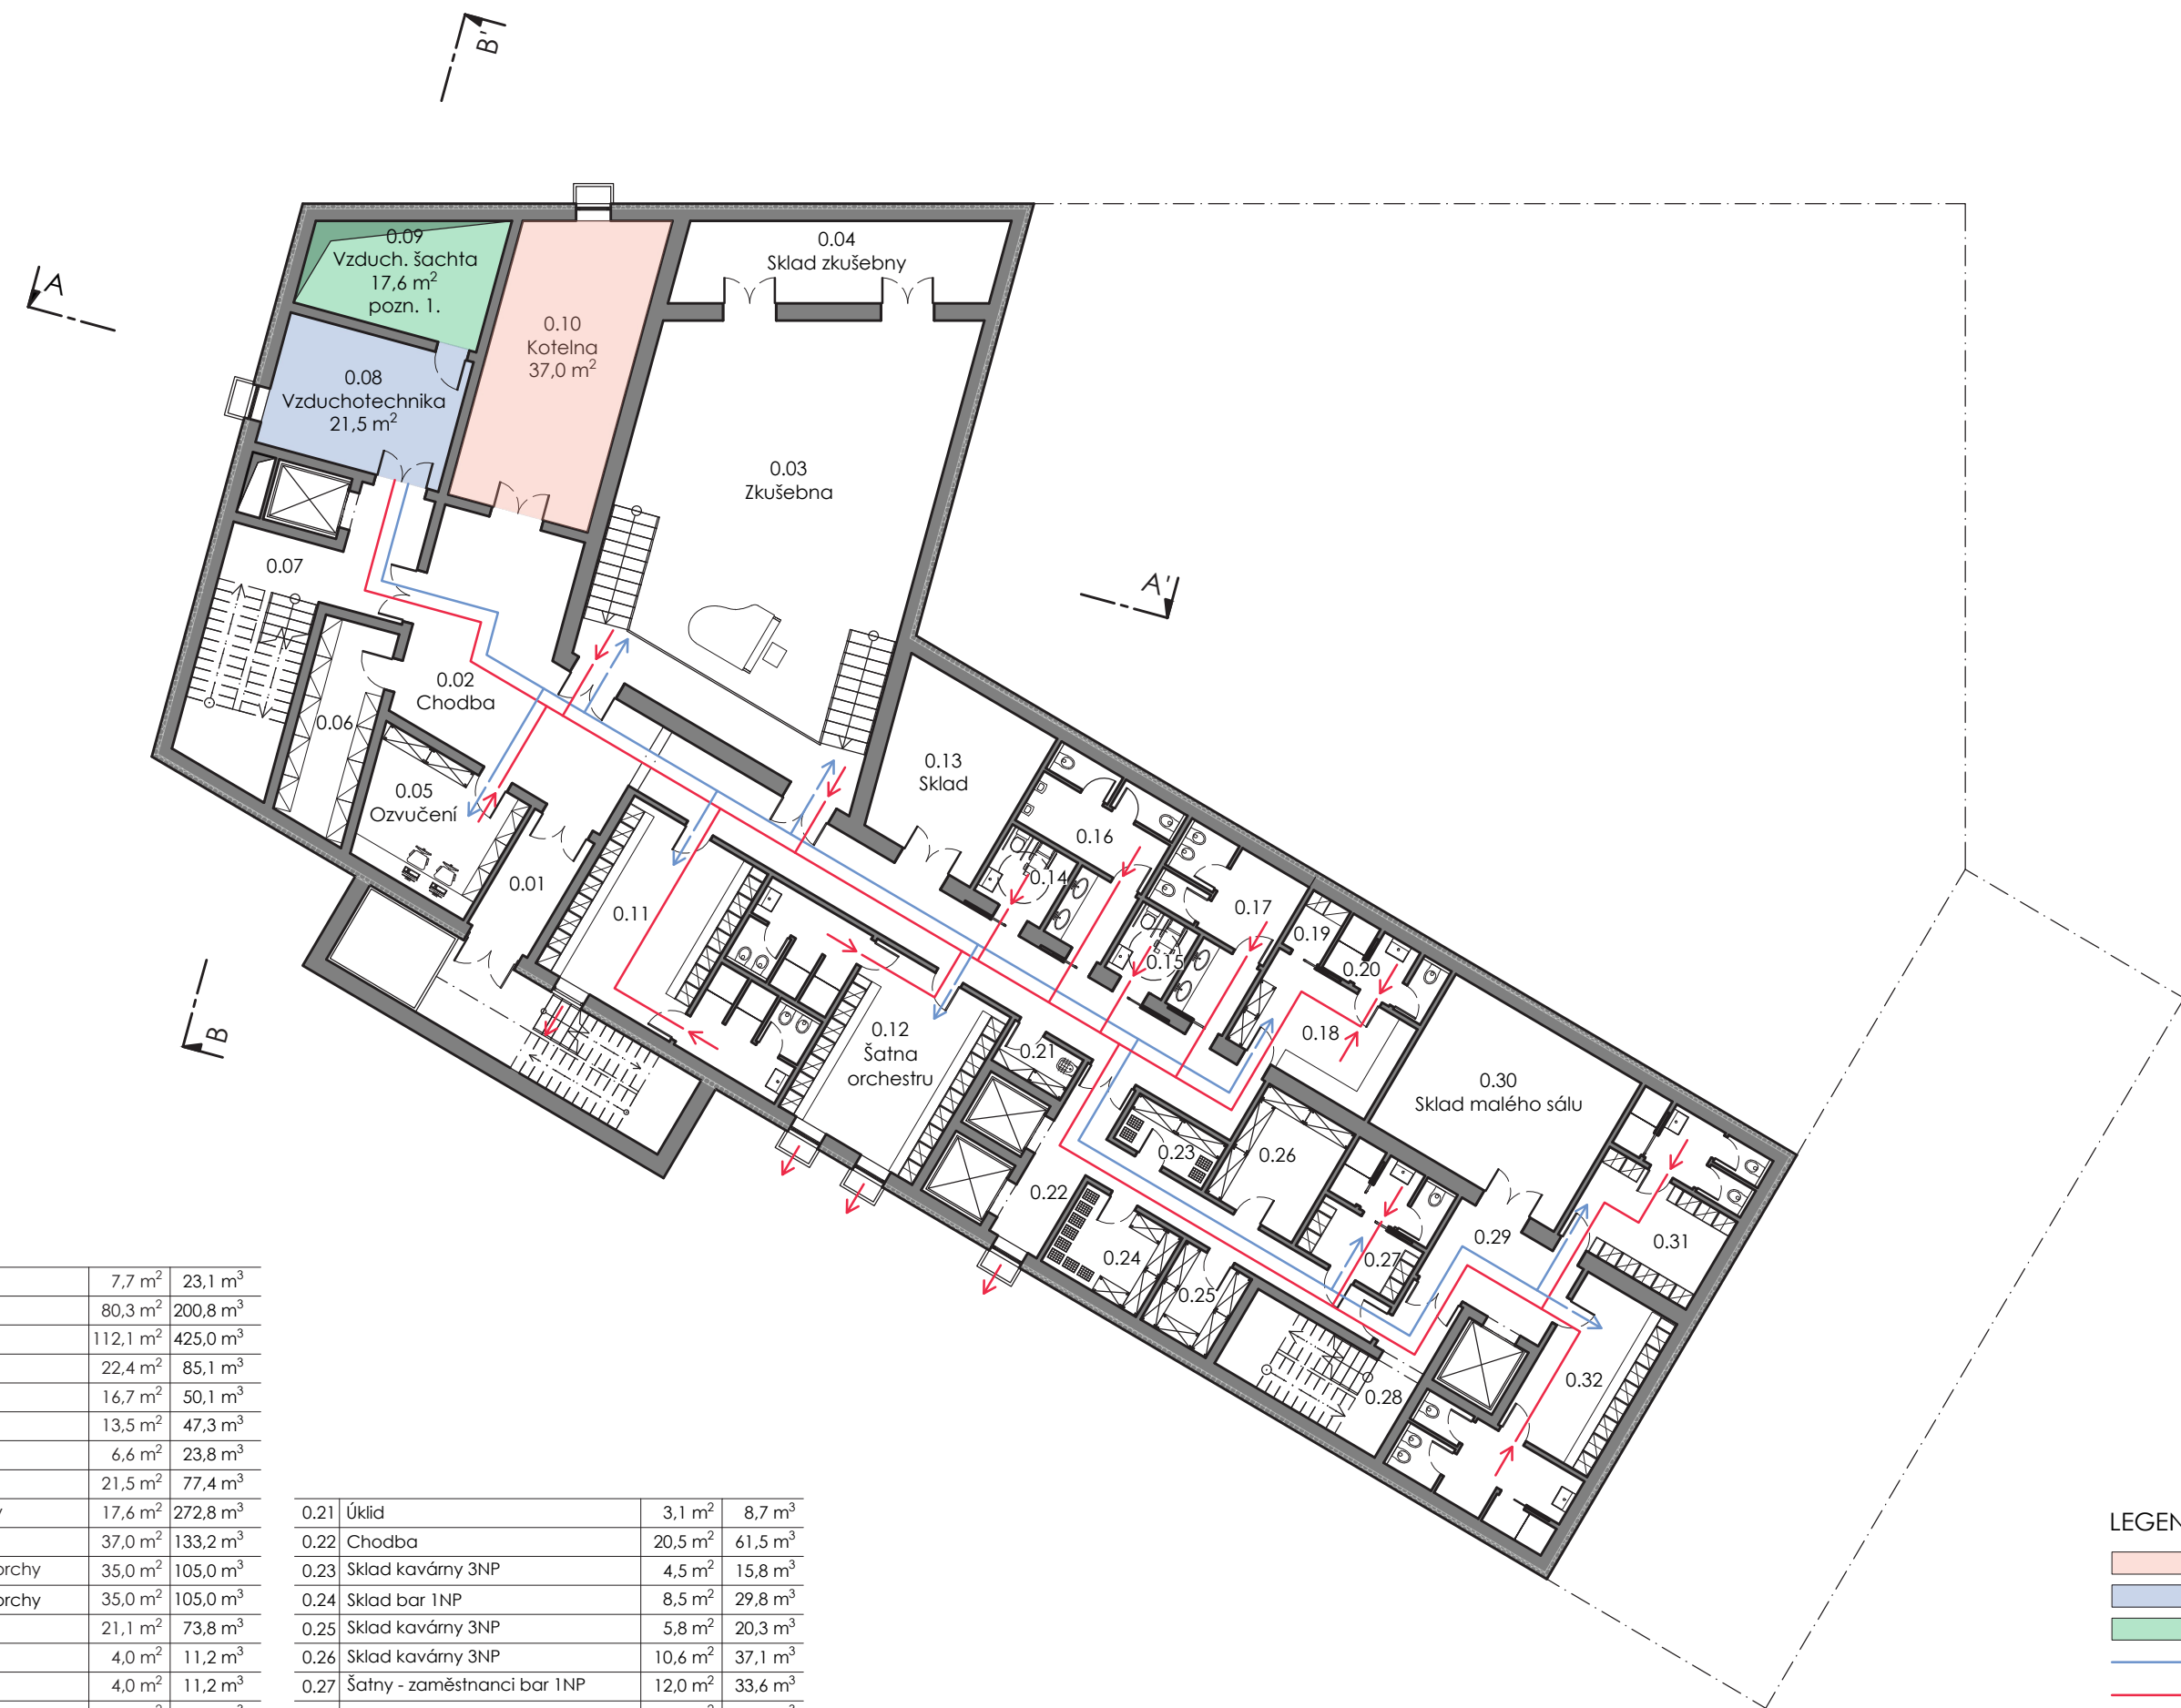 B'
A
0.09
Vzduch. šachta
17,6 m²
pozn. 1.
0.04
Sklad zkušebny
0.10
Kotelna
37,0 m²
0.08
Vzduchotechnika
21,5 m²
0.03
Zkušebna
0.07
A'
0.02
Chodba
0.06
0.13
Sklad
0.05
Ozvučení
0.16
0.01
0.14
0.11
0.17
0.19
0.15
0.20
B
0.12
Šatna
orchestru
0.18
0.21
0.30
Sklad malého sálu
0.23
0.26
0.22
0.29
0.31
0.24
0.27
0.25
0.32
0.28
7,7 m² 23,1 m³
80,3 m² 200,8 m³
112,1 m² 425,0 m³
22,4 m² 85,1 m³
16,7 m² 50,1 m³
13,5 m² 47,3 m³
6,6 m² 23,8 m³
21,5 m² 77,4 m³
17,6 m² 272,8 m³
37,0 m² 133,2 m³
orchy 35,0 m² 105,0 m³
orchy 35,0 m² 105,0 m³
21,1 m² 73,8 m³
4,0 m² 11,2 m³
4,0 m² 11,2 m³
0.21 Úklid 3,1 m² 8,7 m³
0.22 Chodba 20,5 m² 61,5 m³
0.23 Sklad kavárny 3NP 4,5 m² 15,8 m³
0.24 Sklad bar 1NP 8,5 m² 29,8 m³
0.25 Sklad kavárny 3NP 5,8 m² 20,3 m³
0.26 Sklad kavárny 3NP 10,6 m² 37,1 m³
0.27 Šatny - zaměstnanci bar 1NP 12,0 m² 33,6 m³
LEGEN